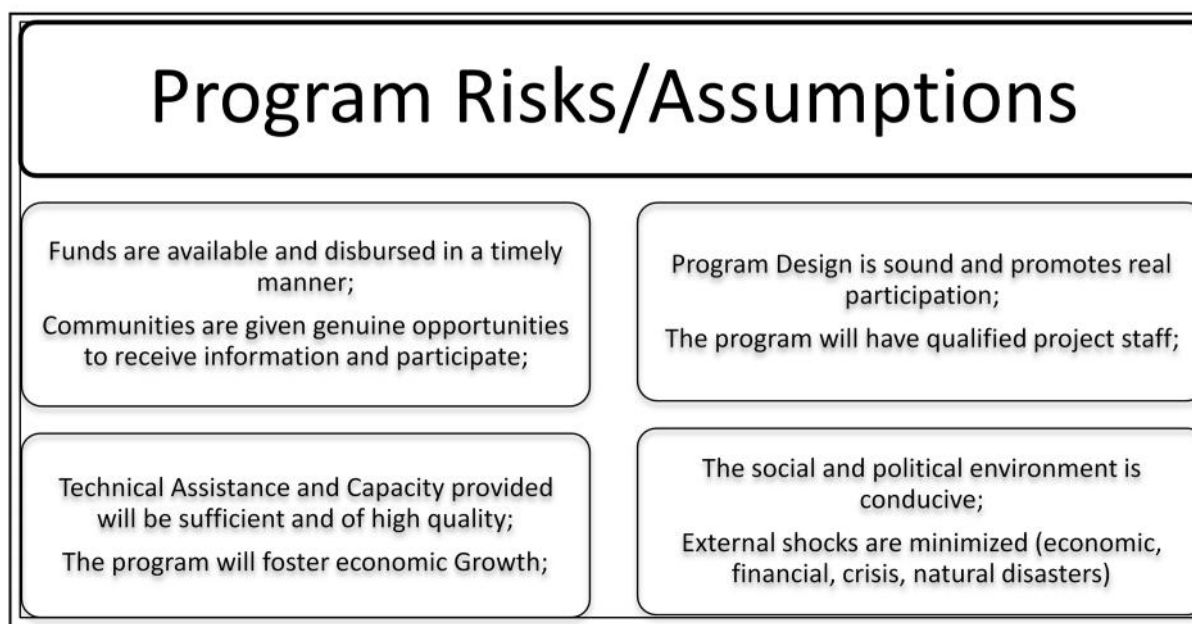 Program Risks/Assumptions
Funds are available and disbursed in a timely
manner;
Communities are given genuine opportunities
to receive information and participate;
Program Design is sound and promotes real
participation;
The program will have qualified project staff;
Technical Assistance and Capacity provided
will be sufficient and of high quality;
The program will foster economic Growth;
The social and political environment is
conducive;
External shocks are minimized (economic,
financial, crisis, natural disasters)